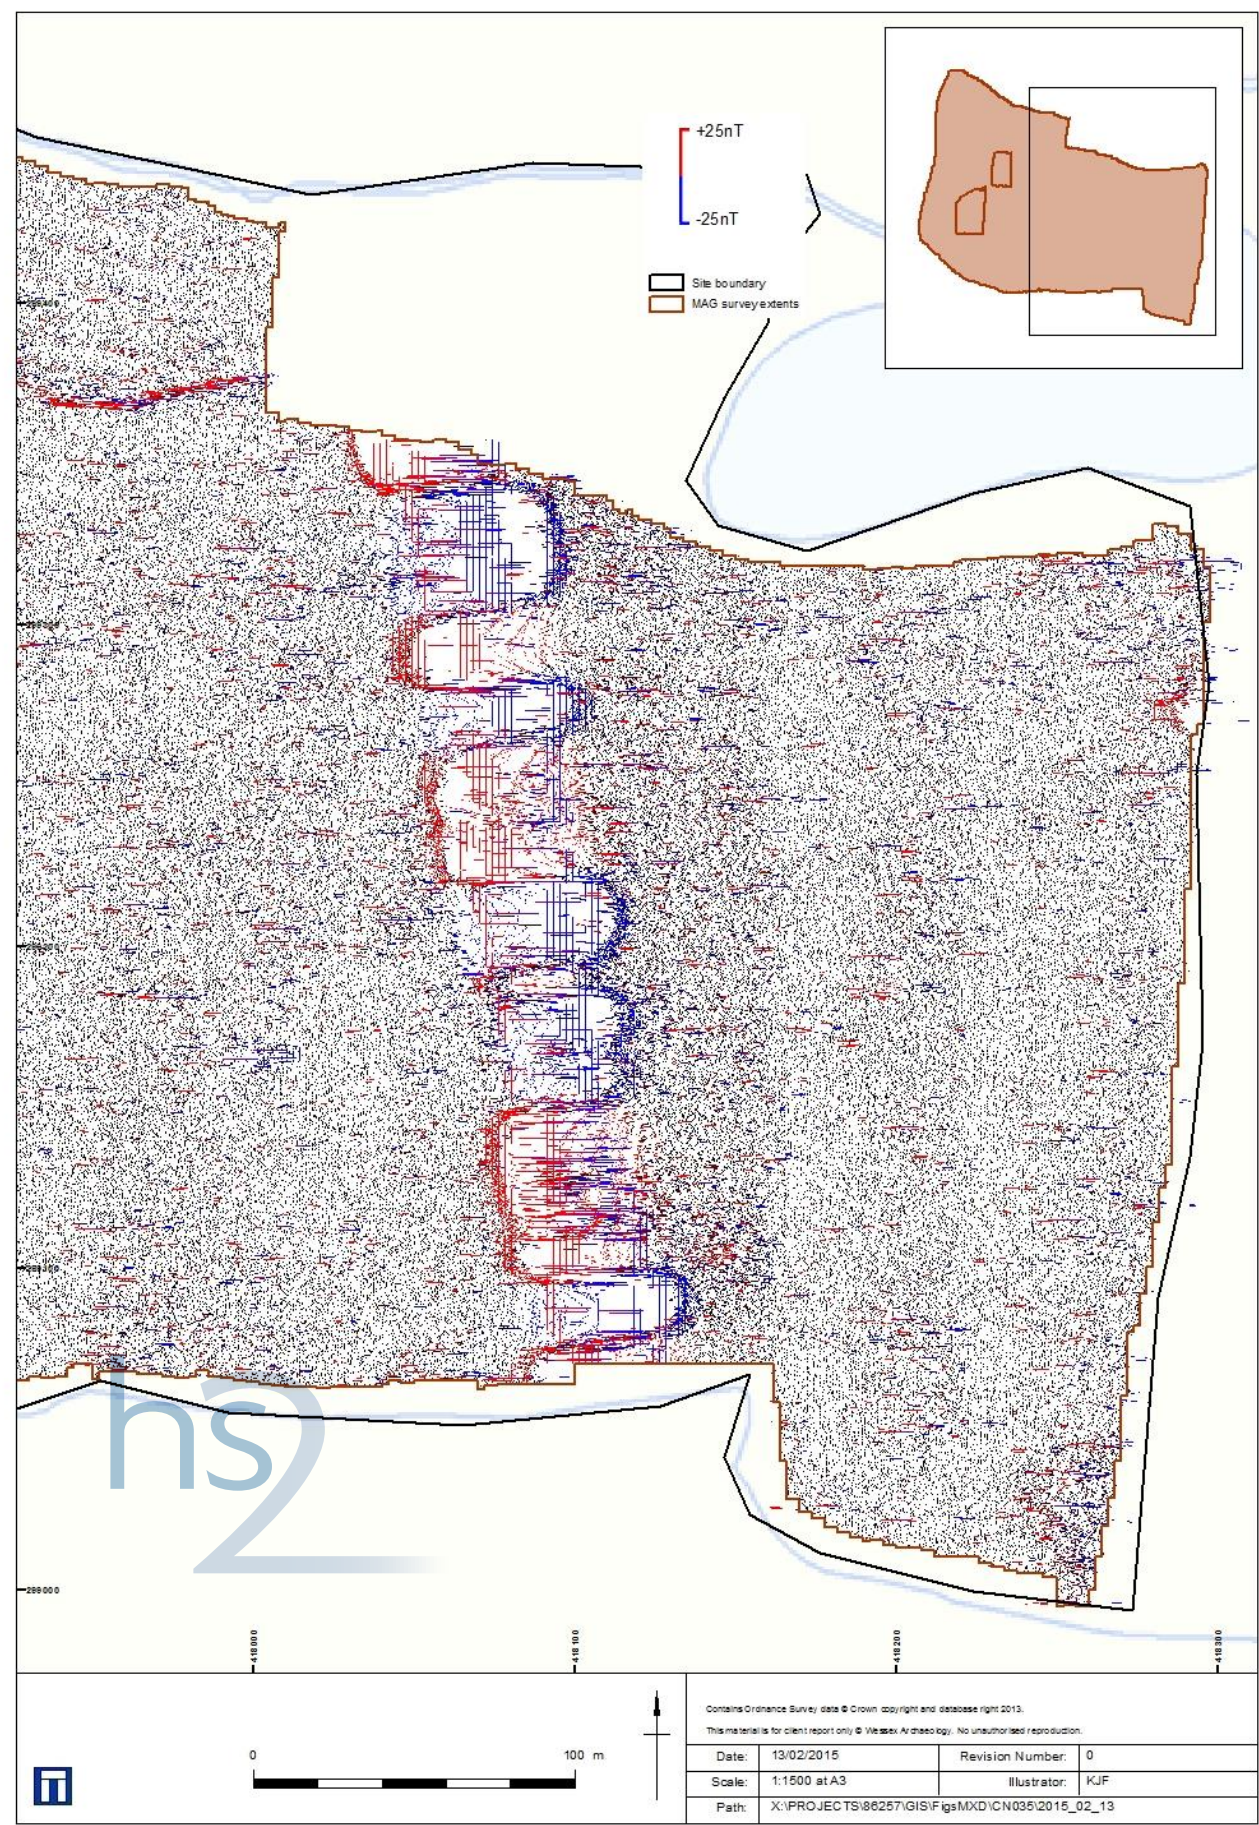 +25nT
-25nT
Site boundary
MAG survey extents
299000
hs2
418000
418100
418200
418300
0 100 m
Contains Ordnance Survey data © Crown copyright and database right 2013.
This material is for client report only © Wessex Archaeology. No unauthorised reproduction.
Date: 13/02/2015 Revision Number: 0
Scale: 1:1500 at A3 Illustrator: KJF
Path: X:\PROJECTS\86257\GIS\FigsMXD\CN035\2015_02_13